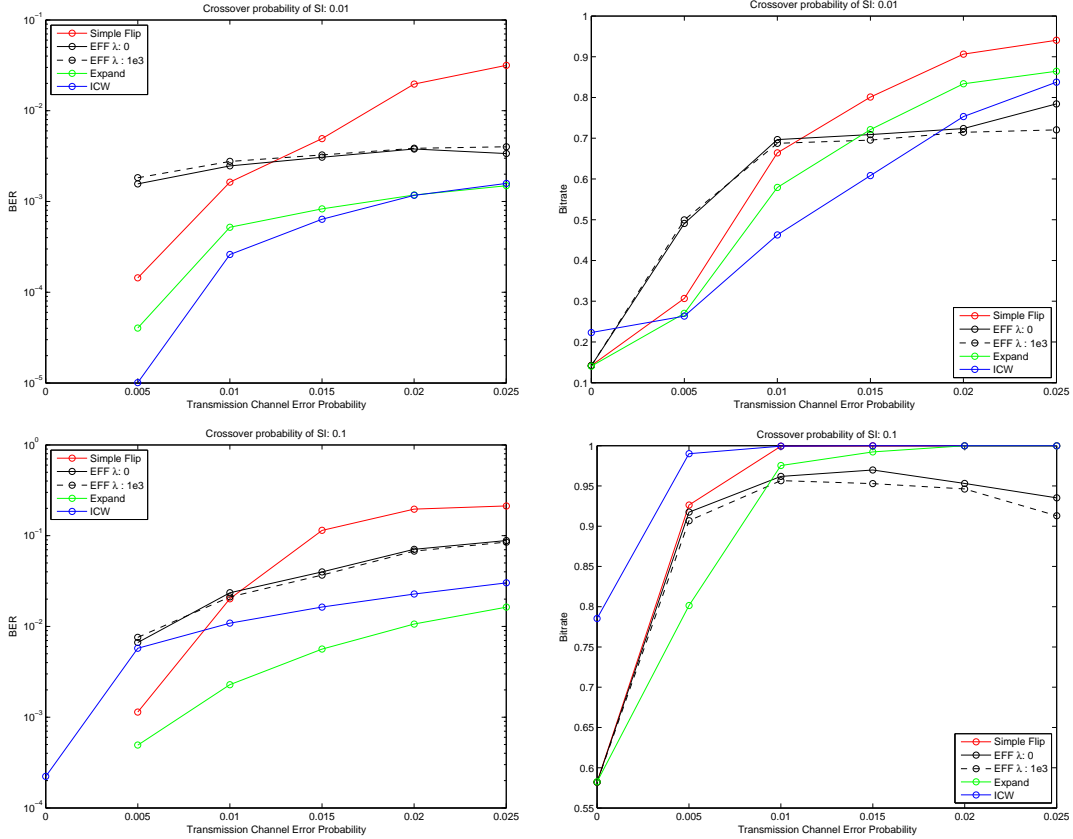 Crossover probability of SI: 0.01
10⁻¹
10⁻²
10⁻³
10⁻⁴
10⁻⁵
BER
Simple Flip
EFF λ: 0
EFF λ : 1e3
Expand
ICW
0
0.005
0.01
0.015
0.02
0.025
Transmission Channel Error Probability
Crossover probability of SI: 0.01
1
0.9
0.8
0.7
0.6
0.5
0.4
0.3
0.2
0.1
Bitrate
Simple Flip
EFF λ: 0
EFF λ : 1e3
Expand
ICW
0
0.005
0.01
0.015
0.02
0.025
Transmission Channel Error Probability
Crossover probability of SI: 0.1
10⁰
10⁻¹
10⁻²
10⁻³
10⁻⁴
BER
Simple Flip
EFF λ: 0
EFF λ : 1e3
Expand
ICW
0
0.005
0.01
0.015
0.02
0.025
Transmission Channel Error Probability
Crossover probability of SI: 0.1
1
0.95
0.9
0.85
0.8
0.75
0.7
0.65
0.6
0.55
Bitrate
Simple Flip
EFF λ: 0
EFF λ : 1e3
Expand
ICW
0
0.005
0.01
0.015
0.02
0.025
Transmission Channel Error Probability